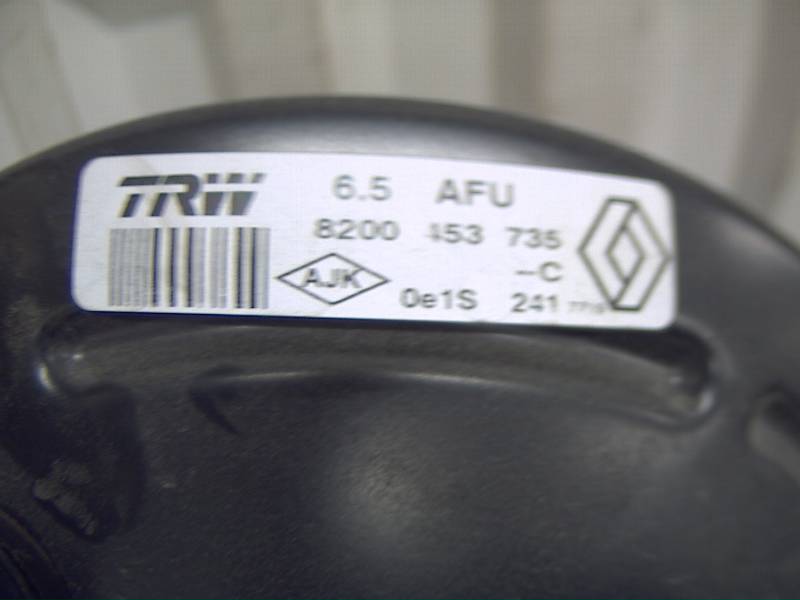 TRW
6.5 AFU
8200 453 735
-C
AJK
0e1S 241